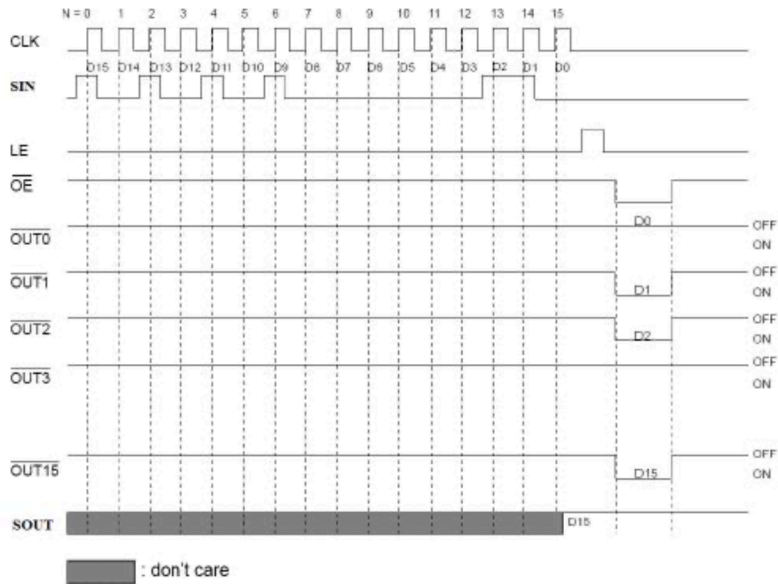 N = 0 1 2 3 4 5 6 7 8 9 10 11 12 13 14 15
CLK
D15 D14 D13 D12 D11 D10 D9 D8 D7 D6 D5 D4 D3 D2 D1 D0
SIN
LE
OE
D0
OUT0
OFF
ON
OUT1
D1
OFF
ON
OUT2
D2
OFF
ON
OUT3
OFF
ON
OUT15
D15
OFF
ON
SOUT
D15
: don't care